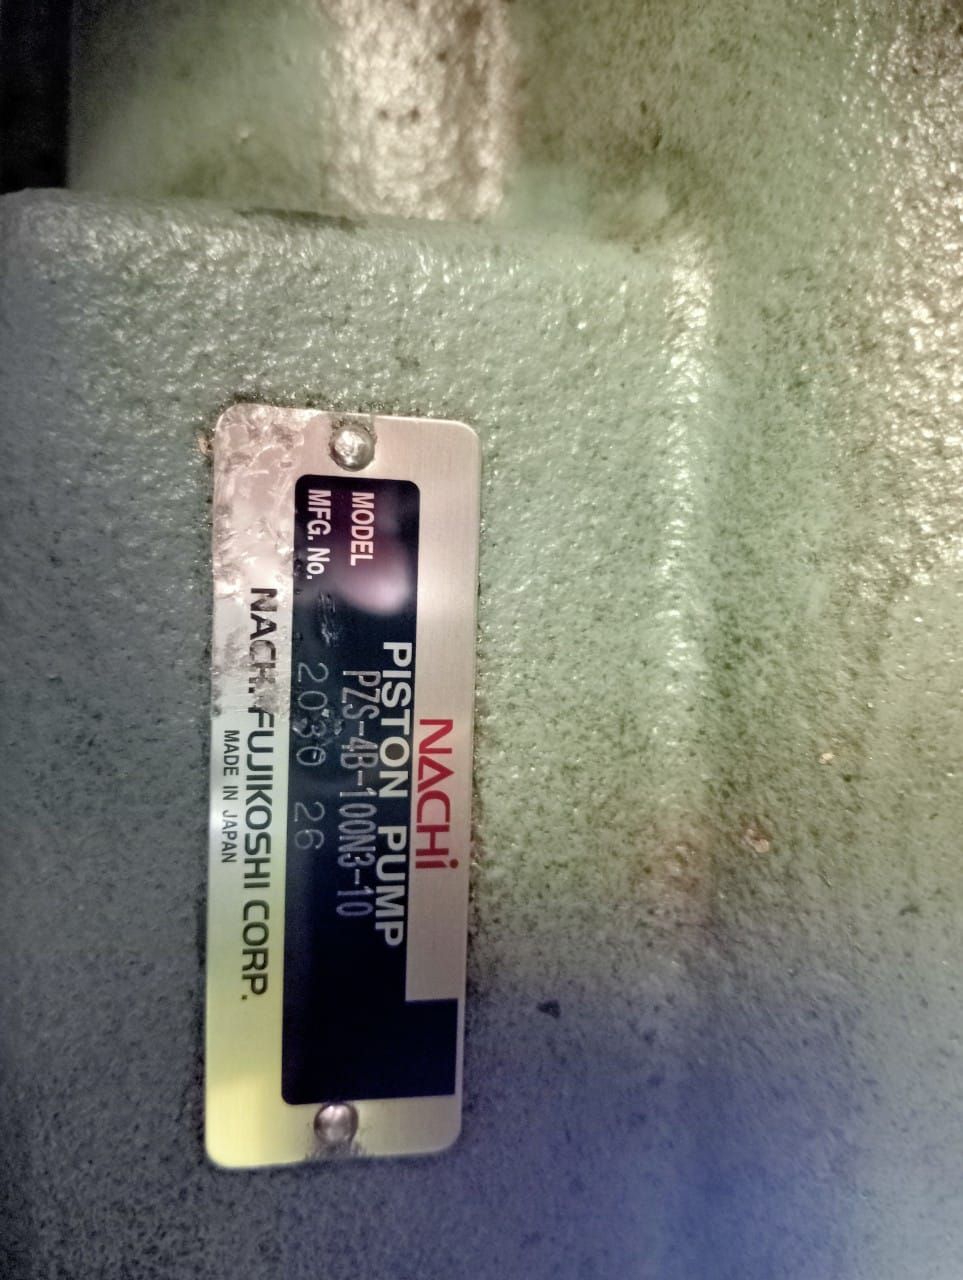 NACHi
PISTON PUMP
MODEL PZS-4B-100N3-10
MFG. No. 2030 26
NACHI-FUJIKOSHI CORP.
MADE IN JAPAN